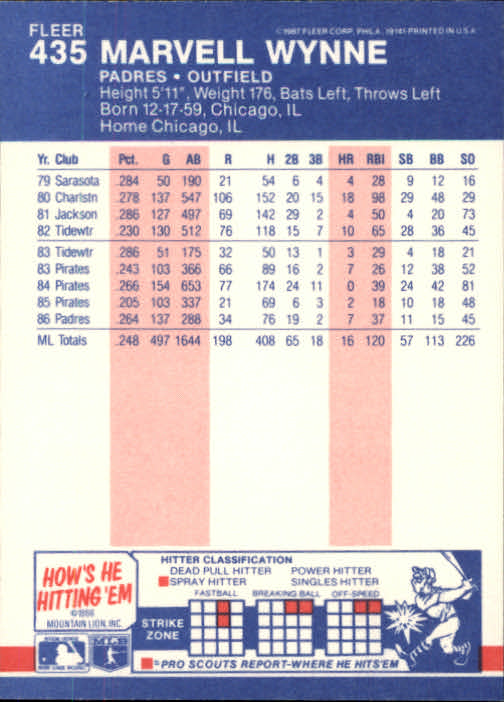 FLEER
435 MARVELL WYNNE
© 1987 FLEER CORP., PHILA., 19141-PRINTED IN U.S.A.
PADRES • OUTFIELD
Height 5'11", Weight 176, Bats Left, Throws Left
Born 12-17-59, Chicago, IL
Home Chicago, IL
Yr. Club Pct. G AB R H 2B 3B HR RBI SB BB SO
79 Sarasota .284 50 190 21 54 6 4 4 28 9 12 16
80 Charlstn .278 137 547 106 152 20 15 18 98 29 48 29
81 Jackson .286 127 497 69 142 29 2 4 50 4 20 73
82 Tidewtr .230 130 512 76 118 15 7 10 65 28 36 45
83 Tidewtr .286 51 175 32 50 13 1 3 29 4 18 21
83 Pirates .243 103 366 66 89 16 2 7 26 12 38 52
84 Pirates .266 154 653 77 174 24 11 0 39 24 42 81
85 Pirates .205 103 337 21 69 6 3 2 18 10 18 48
86 Padres .264 137 288 34 76 19 2 7 37 11 15 45
ML Totals .248 497 1644 198 408 65 18 16 120 57 113 226
HOW'S HE
HITTING 'EM
©1986
MOUNTAIN LION, INC.
MLB
HITTER CLASSIFICATION
DEAD PULL HITTER POWER HITTER
SPRAY HITTER SINGLES HITTER
FASTBALL BREAKING BALL OFF-SPEED
STRIKE
ZONE
=PRO SCOUTS REPORT-WHERE HE HITS'EM